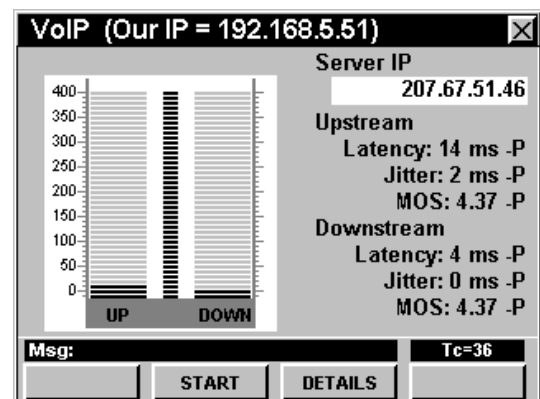 VoIP (Our IP = 192.168.5.51)
Server IP
207.67.51.46
Upstream
Latency: 14 ms -P
Jitter: 2 ms -P
MOS: 4.37 -P
Downstream
Latency: 4 ms -P
Jitter: 0 ms -P
MOS: 4.37 -P
400
350
300
250
200
150
100
50
0
UP DOWN
Msg: Tc=36
START DETAILS